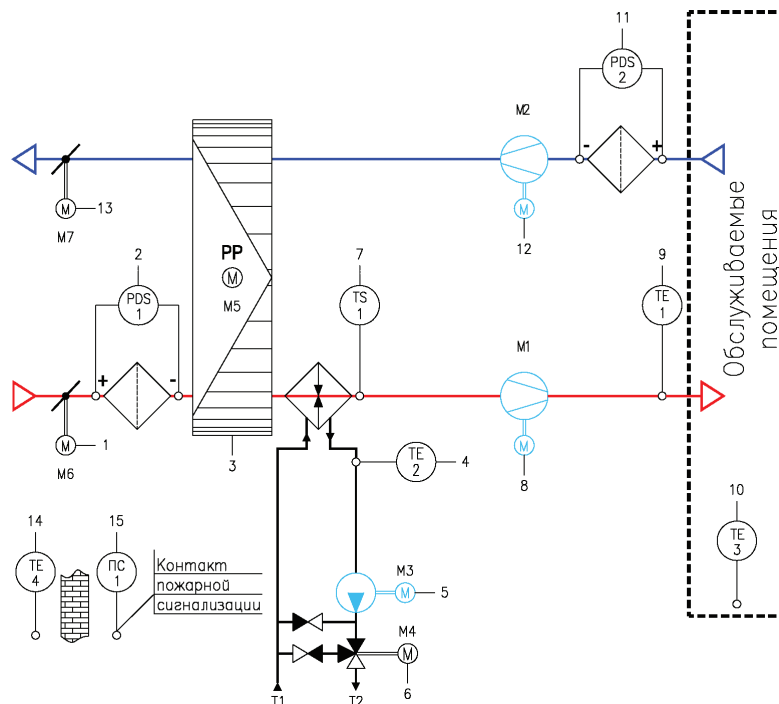 11
PDS
2
M2
-
+
M
13
M7
M
12
2
PDS
1
+
-
PP
M
M5
7
TS
1
9
TE
1
M1
Обслуживаемые
помещения
M
1
M6
3
M
8
TE
2
4
10
TE
3
14
TE
4
15
ПС
1
Контакт
пожарной
сигнализации
M3
M
5
M4
M
6
T1
T2